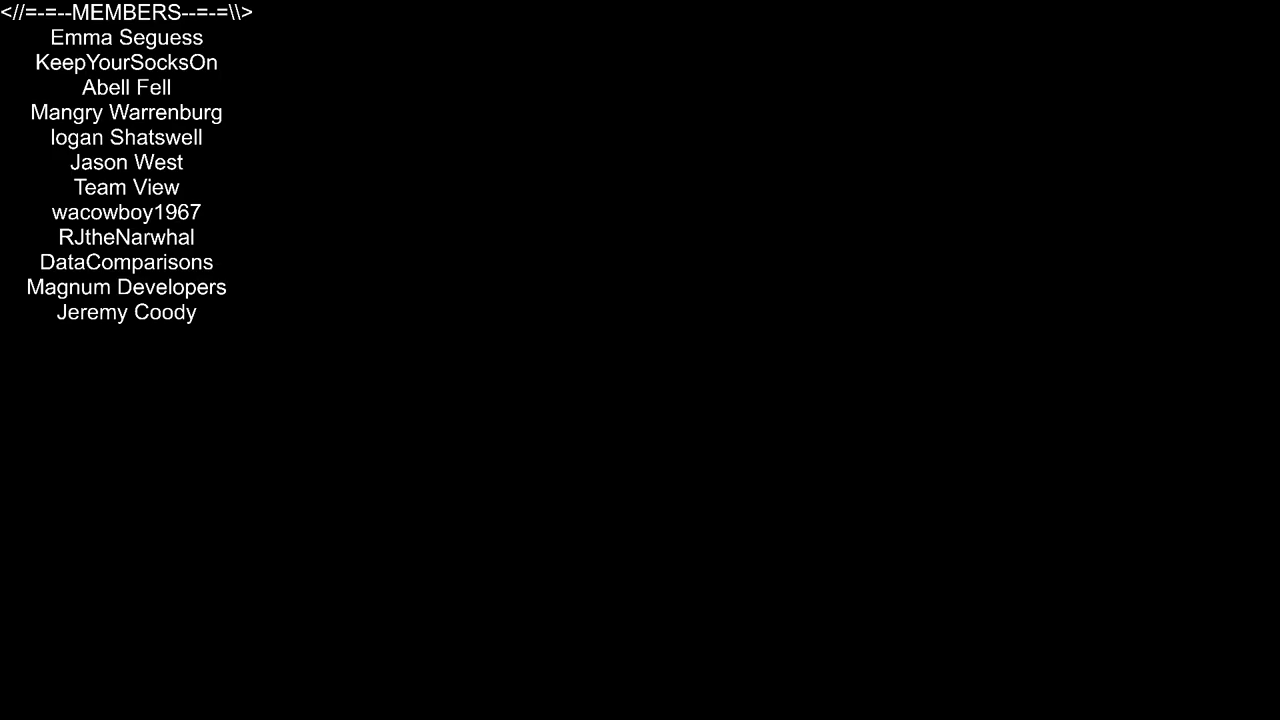 <//=-=--MEMBERS--=-=\\>
Emma Seguess
KeepYourSocksOn
Abell Fell
Mangry Warrenburg
logan Shatswell
Jason West
Team View
wacowboy1967
RJtheNarwhal
DataComparisons
Magnum Developers
Jeremy Coody